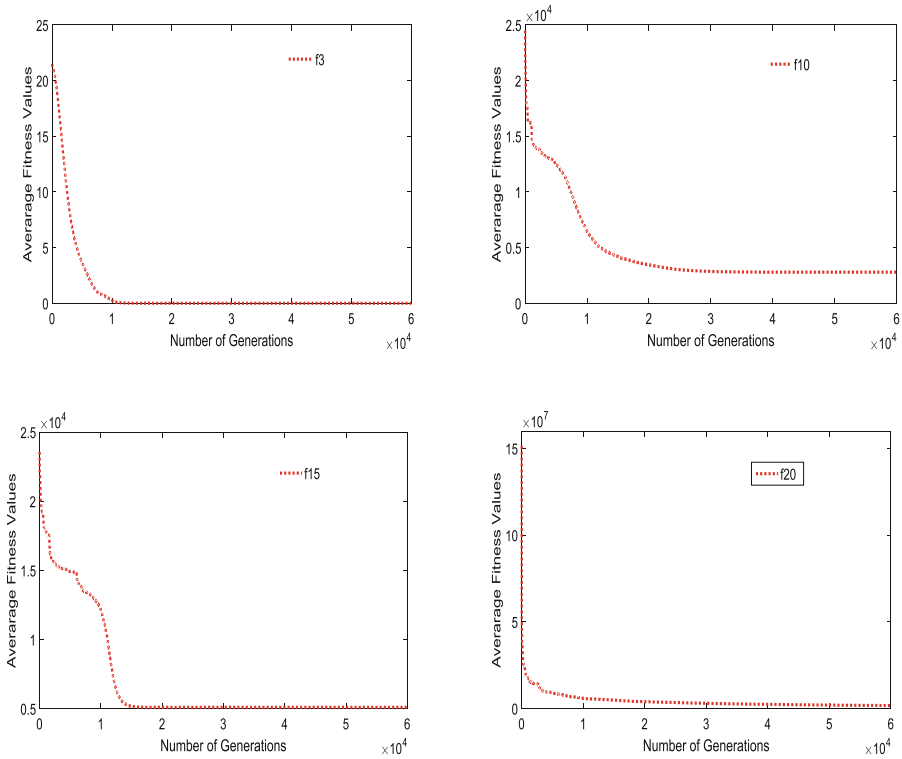 25
20
15
10
5
0
Averarage Fitness Values
f3
0 1 2 3 4 5 6
Number of Generations
×10^4
×10^4
2.5
2
1.5
1
0.5
0
Averarage Fitness Values
f10
0 1 2 3 4 5 6
Number of Generations
×10^4
×10^4
2.5
2
1.5
1
0.5
Averarage Fitness Values
f15
0 1 2 3 4 5 6
Number of Generations
×10^4
×10^7
15
10
5
0
Averarage Fitness Values
f20
0 1 2 3 4 5 6
Number of Generations
×10^4